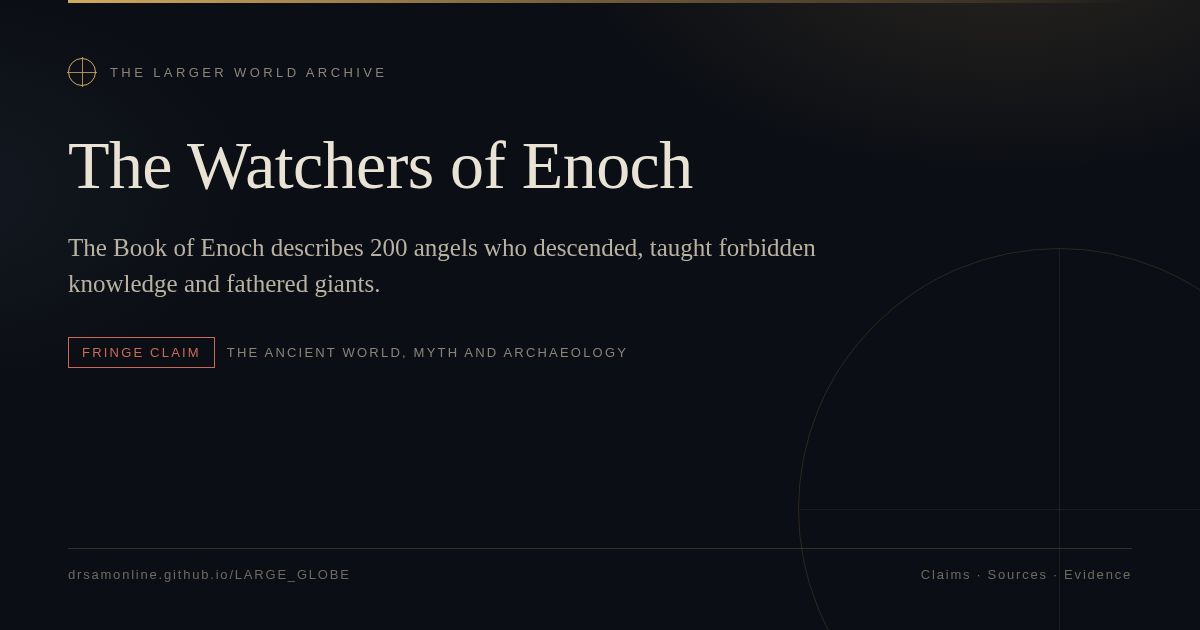 THE LARGER WORLD ARCHIVE
The Watchers of Enoch
The Book of Enoch describes 200 angels who descended, taught forbidden
knowledge and fathered giants.
FRINGE CLAIM THE ANCIENT WORLD, MYTH AND ARCHAEOLOGY
drsamonline.github.io/LARGE_GLOBE
Claims · Sources · Evidence